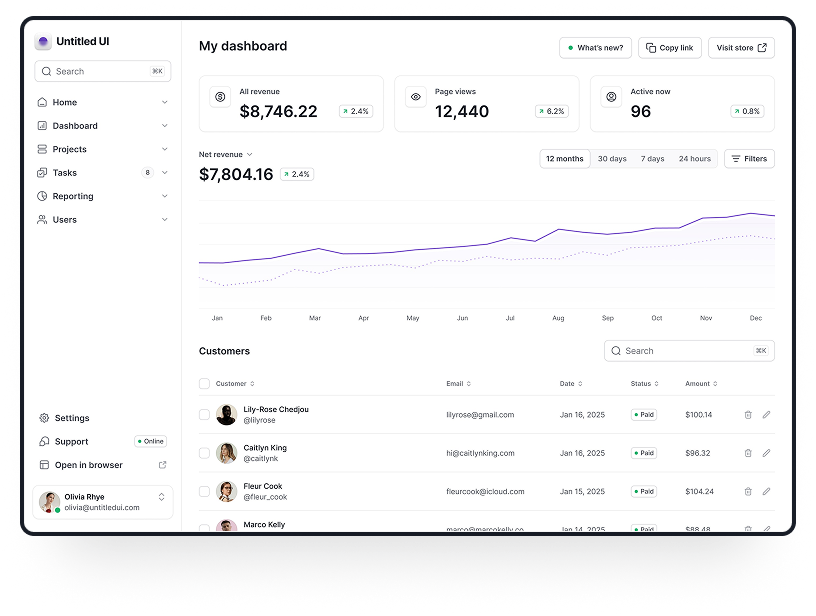 Untitled UI
Search ⌘K
Home
Dashboard
Projects
Tasks 8
Reporting
Users
Settings
Support Online
Open in browser
Olivia Rhye
olivia@untitledui.com
My dashboard
What's new? Copy link Visit store
All revenue
$8,746.22 2.4%
Page views
12,440 6.2%
Active now
96 0.8%
Net revenue
$7,804.16 2.4%
12 months 30 days 7 days 24 hours Filters
Jan Feb Mar Apr May Jun Jul Aug Sep Oct Nov Dec
Customers
Search ⌘K
Customer Email Date Status Amount
Lily-Rose Chedjou
@lilyrose
lilyrose@gmail.com Jan 16, 2025 Paid $100.14
Caitlyn King
@caitlynk
hi@caitlynking.com Jan 16, 2025 Paid $96.32
Fleur Cook
@fleur_cook
fleurcook@icloud.com Jan 15, 2025 Paid $104.24
Marco Kelly
marco@marcokelly.co Jan 14, 2025 Paid $88.48